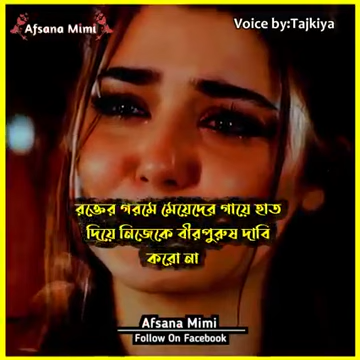 Afsana Mimi
Voice by:Tajkiya
রক্তের গরমে মেয়েদের গায়ে হাত
দিয়ে নিজেকে বীরপুরুষ দাবি
করো না
Afsana Mimi
Follow On Facebook